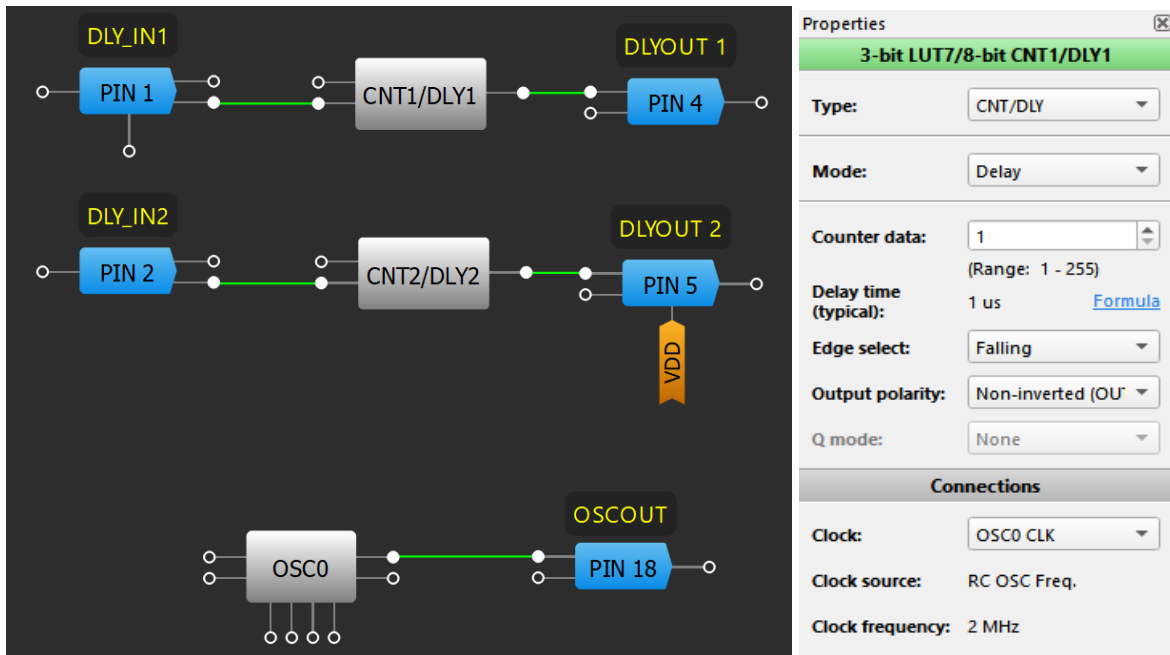 DLY_IN1
PIN 1
CNT1/DLY1
DLYOUT 1
PIN 4
DLY_IN2
PIN 2
CNT2/DLY2
DLYOUT 2
PIN 5
VDD
OSC0
OSCOUT
PIN 18
Properties
3-bit LUT7/8-bit CNT1/DLY1
Type: CNT/DLY
Mode: Delay
Counter data: 1
(Range: 1 - 255)
Delay time
(typical): 1 us Formula
Edge select: Falling
Output polarity: Non-inverted (OU
Q mode: None
Connections
Clock: OSC0 CLK
Clock source: RC OSC Freq.
Clock frequency: 2 MHz